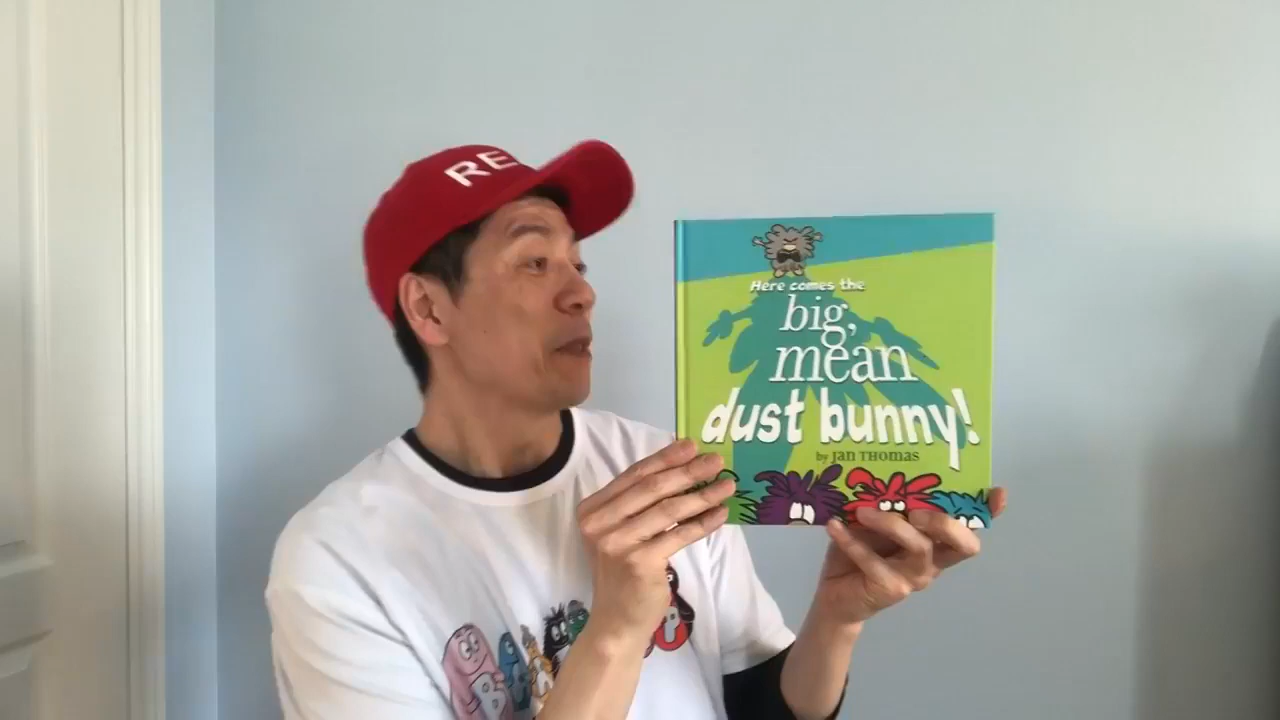 RE
Here comes the
big,
mean
dust bunny!
by Jan Thomas
B
A
P